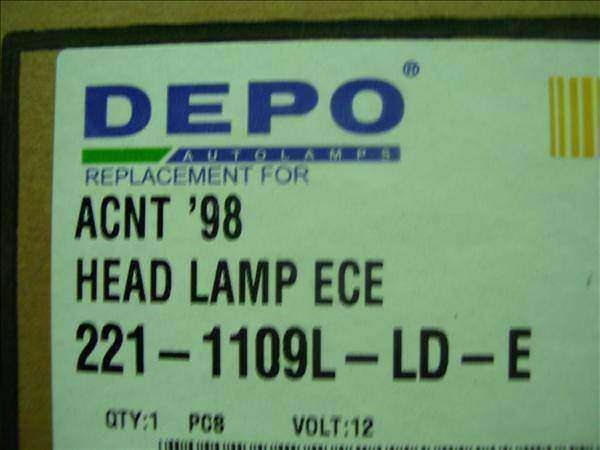 DEPO®
AUTOLAMPS
REPLACEMENT FOR
ACNT '98
HEAD LAMP ECE
221-1109L-LD-E
QTY:1 PCS VOLT:12